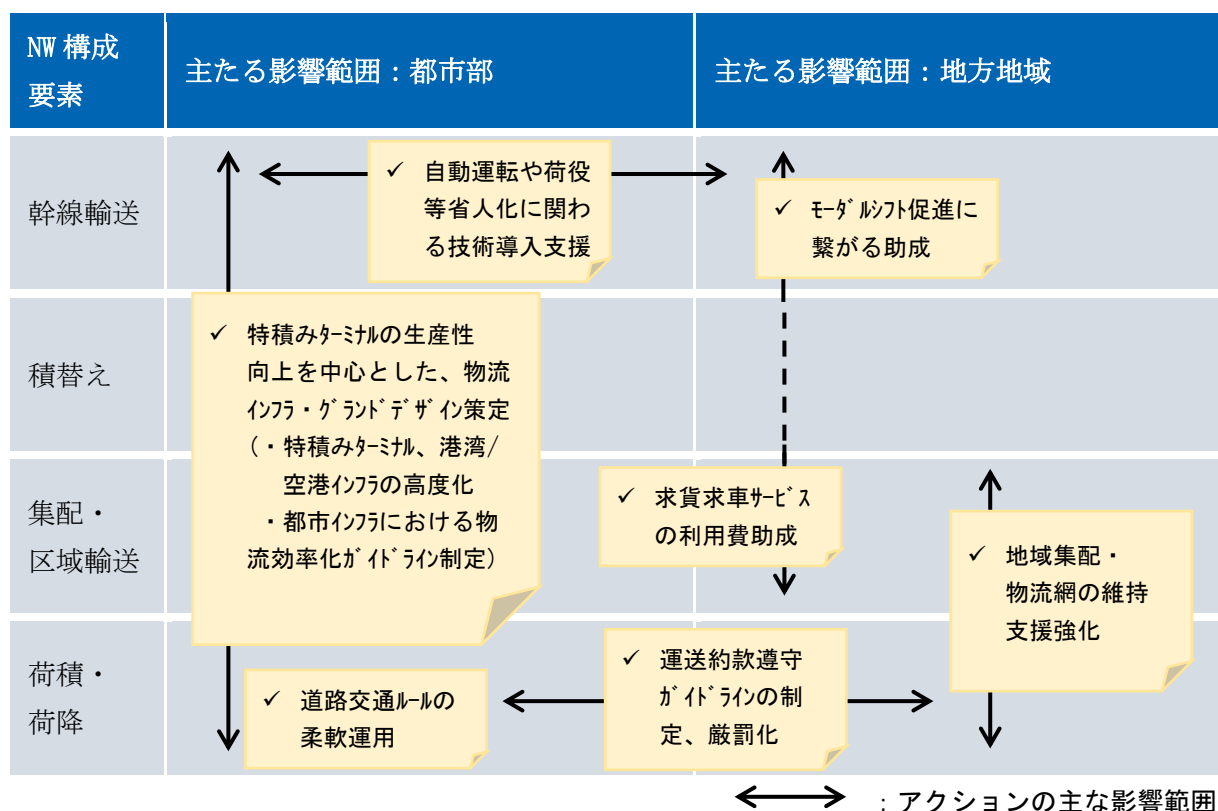 NW 構成
要素
主たる影響範囲：都市部
主たる影響範囲：地方地域
幹線輸送
✓ 自動運転や荷役
等省人化に関わ
る技術導入支援
✓ ﾓｰﾀﾞﾙｼﾌﾄ促進に
繋がる助成
積替え
✓ 特積みﾀｰﾐﾅﾙの生産性
向上を中心とした、物流
ｲﾝﾌﾗ・ｸﾞﾗﾝﾄﾞﾃﾞｻﾞｲﾝ策定
（・特積みﾀｰﾐﾅﾙ、港湾/
空港ｲﾝﾌﾗの高度化
・都市ｲﾝﾌﾗにおける物
流効率化ｶﾞｲﾄﾞﾗｲﾝ制定）
集配・
区域輸送
✓ 求貨求車ｻｰﾋﾞｽ
の利用費助成
✓ 地域集配・
物流網の維持
支援強化
荷積・
荷降
✓ 道路交通ﾙｰﾙの
柔軟運用
✓ 運送約款遵守
ｶﾞｲﾄﾞﾗｲﾝの制
定、厳罰化
：アクションの主な影響範囲